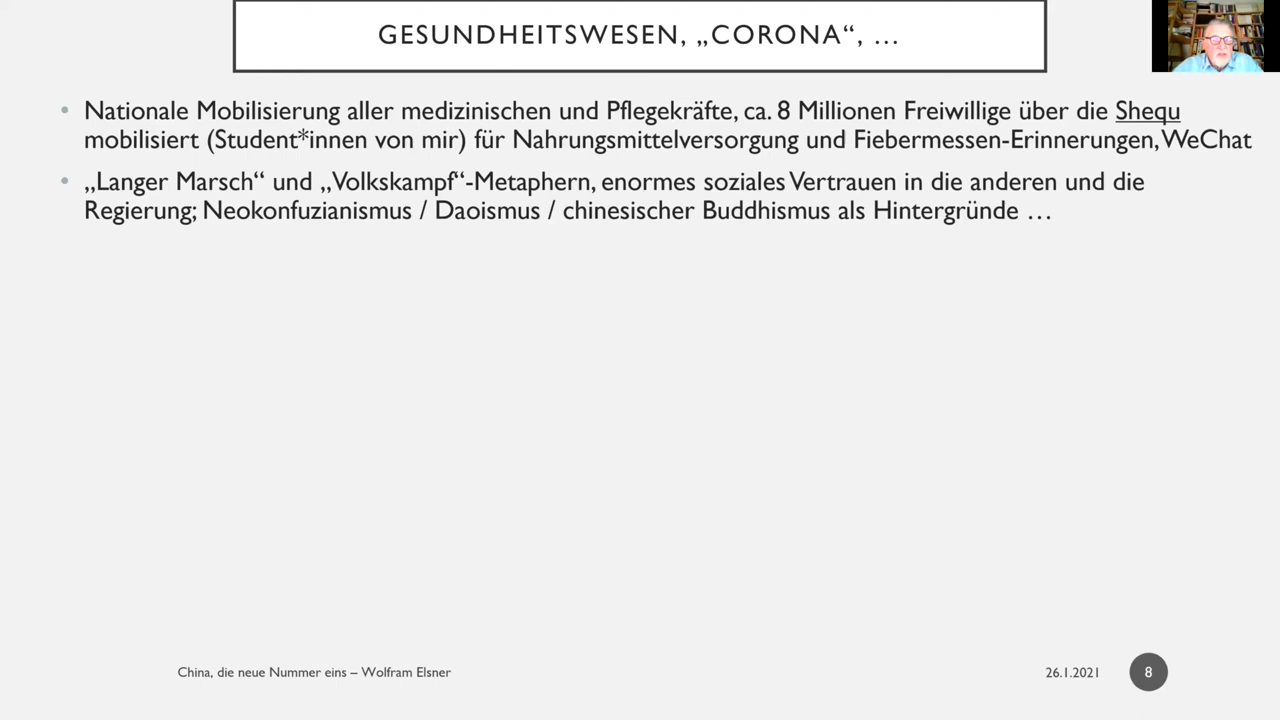 GESUNDHEITSWESEN, „CORONA“, …
• Nationale Mobilisierung aller medizinischen und Pflegekräfte, ca. 8 Millionen Freiwillige über die Shequ
mobilisiert (Student*innen von mir) für Nahrungsmittelversorgung und Fiebermessen-Erinnerungen, WeChat
• „Langer Marsch“ und „Volkskampf“-Metaphern, enormes soziales Vertrauen in die anderen und die
Regierung; Neokonfuzianismus / Daoismus / chinesischer Buddhismus als Hintergründe …
China, die neue Nummer eins – Wolfram Elsner
26.1.2021
8